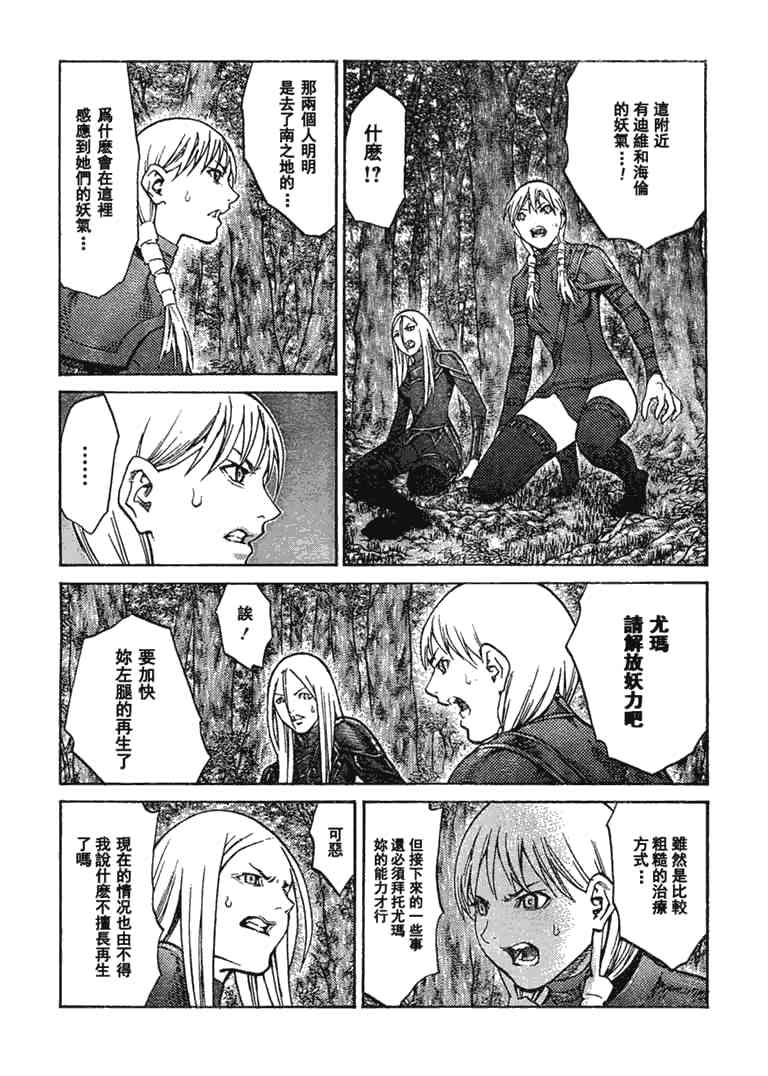 這附近
有迪維和海倫
的妖氣…！
什麼!?
那兩個人明明
是去了南之地的…
爲什麼會在這裡
感應到她們的妖氣…
……
尤瑪
請解放妖力吧
誒！
要加快
妳左腿的再生了
雖然是比較
粗糙的治療
方式…
但接下來的一些事
還必須拜托尤瑪
妳的能力才行
可惡
現在的情况也由不得
我說什麼不擅長再生
了嗎